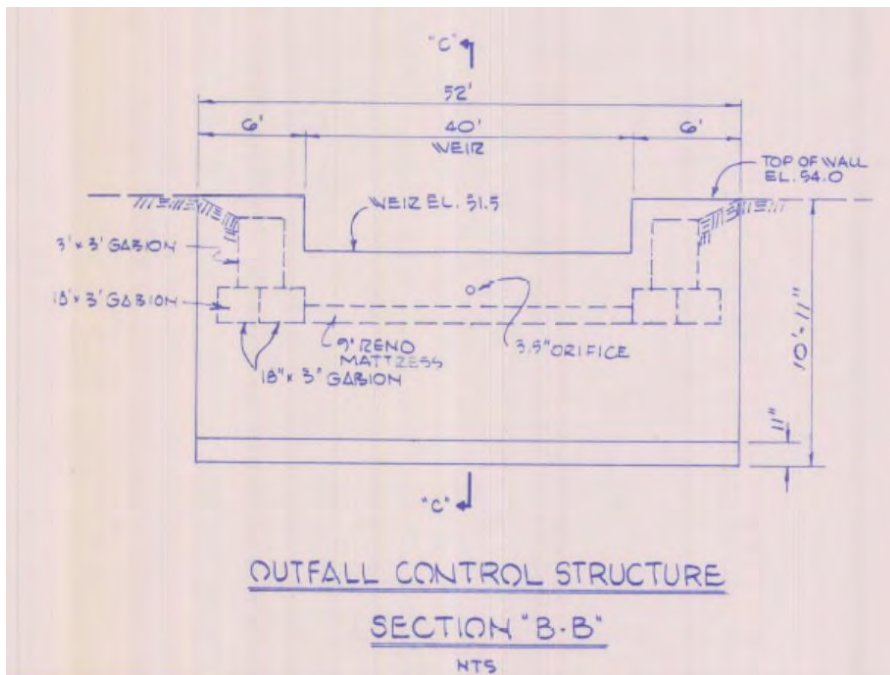 "C"
52'
6'
40'
6'
WEIR
TOP OF WALL
EL. 54.0
WEIR EL. 51.5
3' x 3' GABION
18" x 3' GABION
9" RENO
MATTRESS
3.5" ORIFICE
18" x 3' GABION
10'-11"
11"
"C"
OUTFALL CONTROL STRUCTURE
SECTION "B-B"
NTS